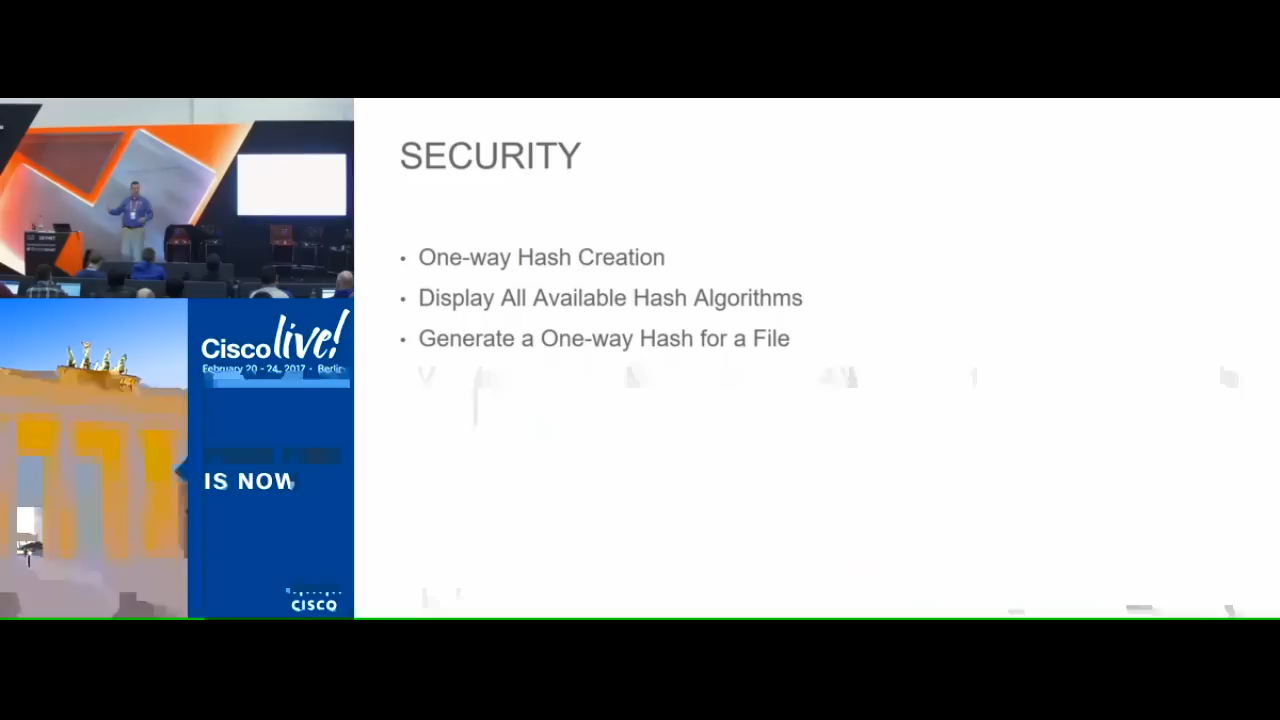 SECURITY
• One-way Hash Creation
• Display All Available Hash Algorithms
• Generate a One-way Hash for a File
Cisco live!
February 20 - 24, 2017 • Berlin
IS NOW
CISCO